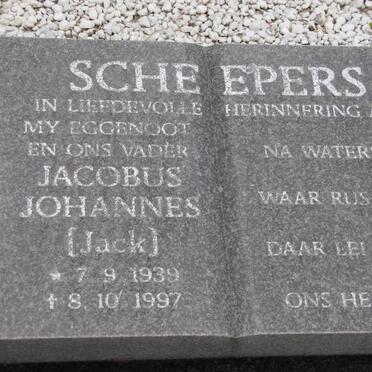 SCHEEPERS
IN LIEFDEVOLLE HERINNERING
MY EGGENOOT
EN ONS VADER
JACOBUS
JOHANNES
(Jack)
* 7. 9. 1939
† 8. 10. 1997
NA WATERS
WAAR RUS
DAAR LEI
ONS HE